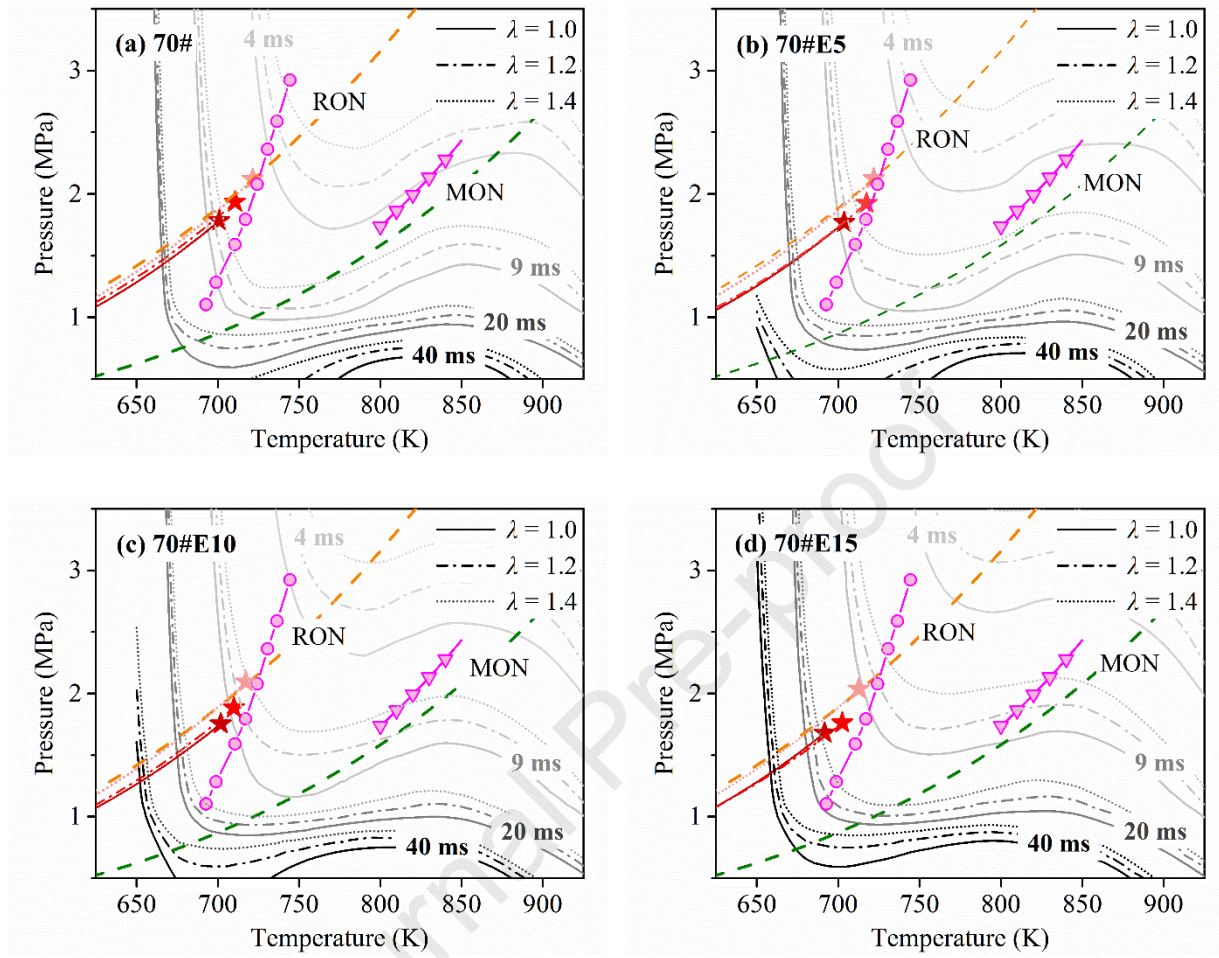 (a) 70#
4 ms
λ = 1.0
λ = 1.2
λ = 1.4
RON
MON
9 ms
20 ms
40 ms
3
2
1
Pressure (MPa)
650 700 750 800 850 900
Temperature (K)
(b) 70#E5
4 ms
λ = 1.0
λ = 1.2
λ = 1.4
RON
MON
9 ms
20 ms
40 ms
3
2
1
Pressure (MPa)
650 700 750 800 850 900
Temperature (K)
(c) 70#E10
4 ms
λ = 1.0
λ = 1.2
λ = 1.4
RON
MON
9 ms
20 ms
40 ms
3
2
1
Pressure (MPa)
650 700 750 800 850 900
Temperature (K)
(d) 70#E15
4 ms
λ = 1.0
λ = 1.2
λ = 1.4
RON
MON
9 ms
20 ms
40 ms
3
2
1
Pressure (MPa)
650 700 750 800 850 900
Temperature (K)
Journal Pre-proof